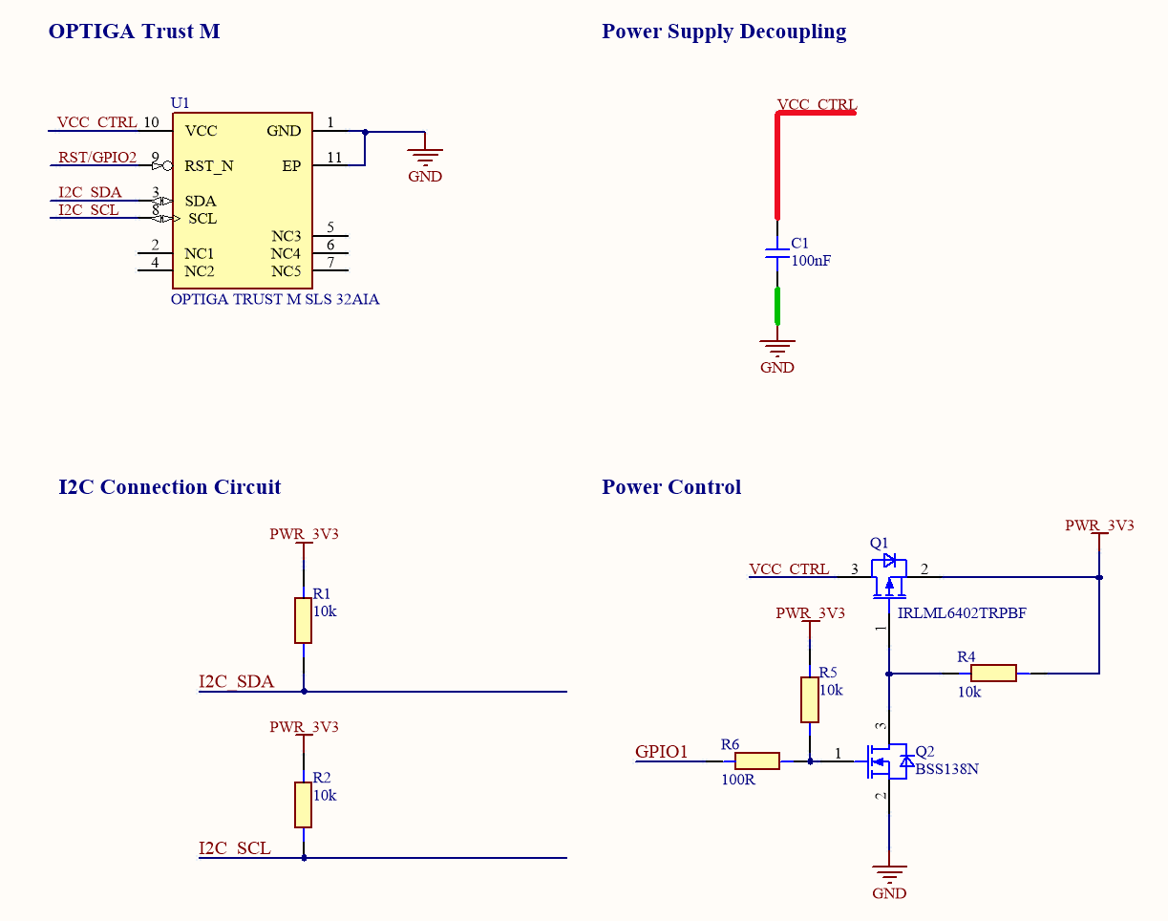 OPTIGA Trust M
U1
VCC_CTRL 10 VCC GND 1
RST/GPIO2 9 RST_N EP 11
GND
I2C_SDA 3 SDA
I2C_SCL 8 SCL
NC3 5
2 NC1 NC4 6
4 NC2 NC5 7
OPTIGA TRUST M SLS 32AIA
Power Supply Decoupling
VCC_CTRL
C1
100nF
GND
I2C Connection Circuit
PWR_3V3
R1
10k
I2C_SDA
PWR_3V3
R2
10k
I2C_SCL
Power Control
PWR_3V3
Q1
VCC_CTRL 3 2
IRLML6402TRPBF
1
PWR_3V3
R4
10k
R5
10k
3
GPIO1 R6 1
100R
Q2
BSS138N
2
GND